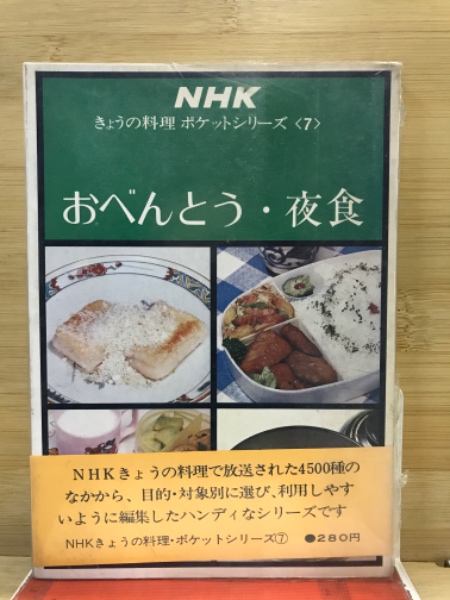 NHK
きょうの料理 ポケットシリーズ〈7〉
おべんとう・夜食
NHKきょうの料理で放送された4500種の
なかから、目的・対象別に選び、利用しやす
いように編集したハンディなシリーズです
NHKきょうの料理・ポケットシリーズ⑦ ●280円